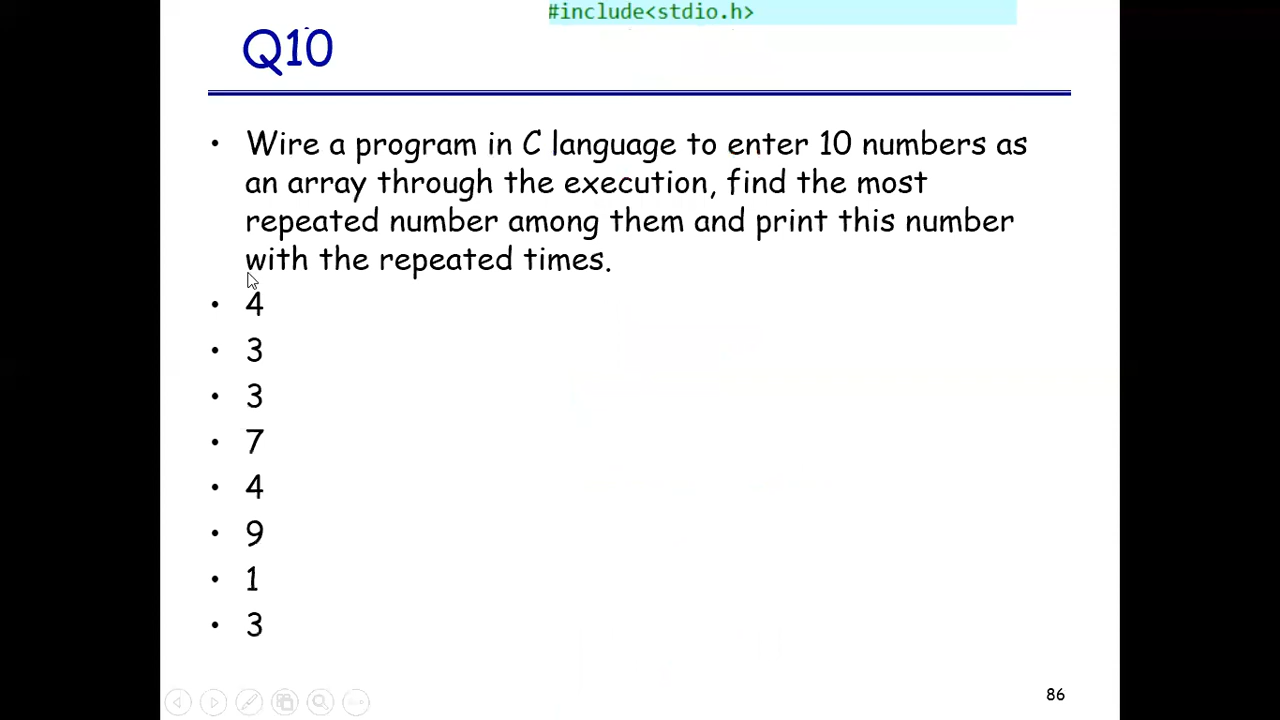 #include<stdio.h>
Q10
• Wire a program in C language to enter 10 numbers as
an array through the execution, find the most
repeated number among them and print this number
with the repeated times.
• 4
• 3
• 3
• 7
• 4
• 9
• 1
• 3
86